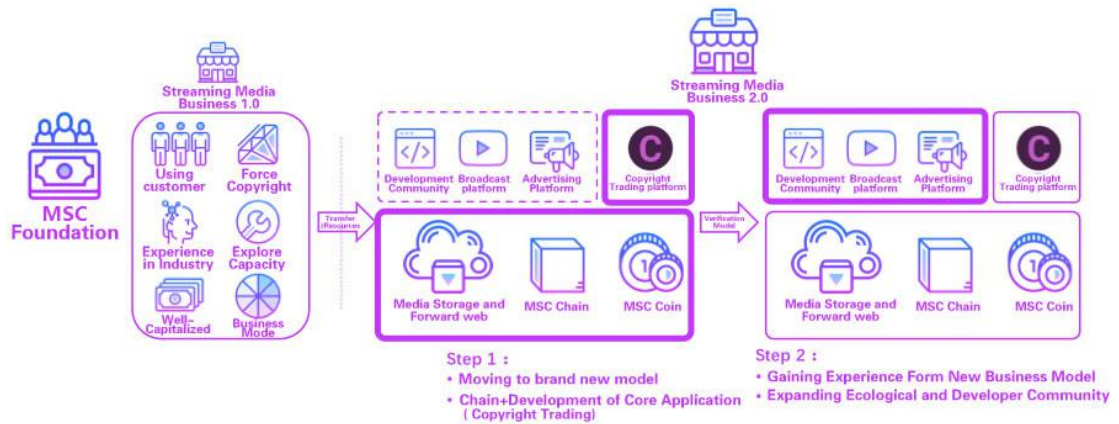 MSC
Foundation
Streaming Media
Business 1.0
Using
customer
Force
Copyright
Experience
in Industry
Explore
Capacity
Well-
Capitalized
Business
Mode
Transfer
Resources
Streaming Media
Business 2.0
Development
Community
Broadcast
platform
Advertising
Platform
C
Copyright
Trading platform
Media Storage and
Forward web
MSC Chain
1
MSC Coin
Step 1 :
• Moving to brand new model
• Chain+Development of Core Application
( Copyright Trading)
Verification
Model
Development
Community
Broadcast
platform
Advertising
Platform
C
Copyright
Trading platform
Media Storage and
Forward web
MSC Chain
1
MSC Coin
Step 2 :
• Gaining Experience Form New Business Model
• Expanding Ecological and Developer Community